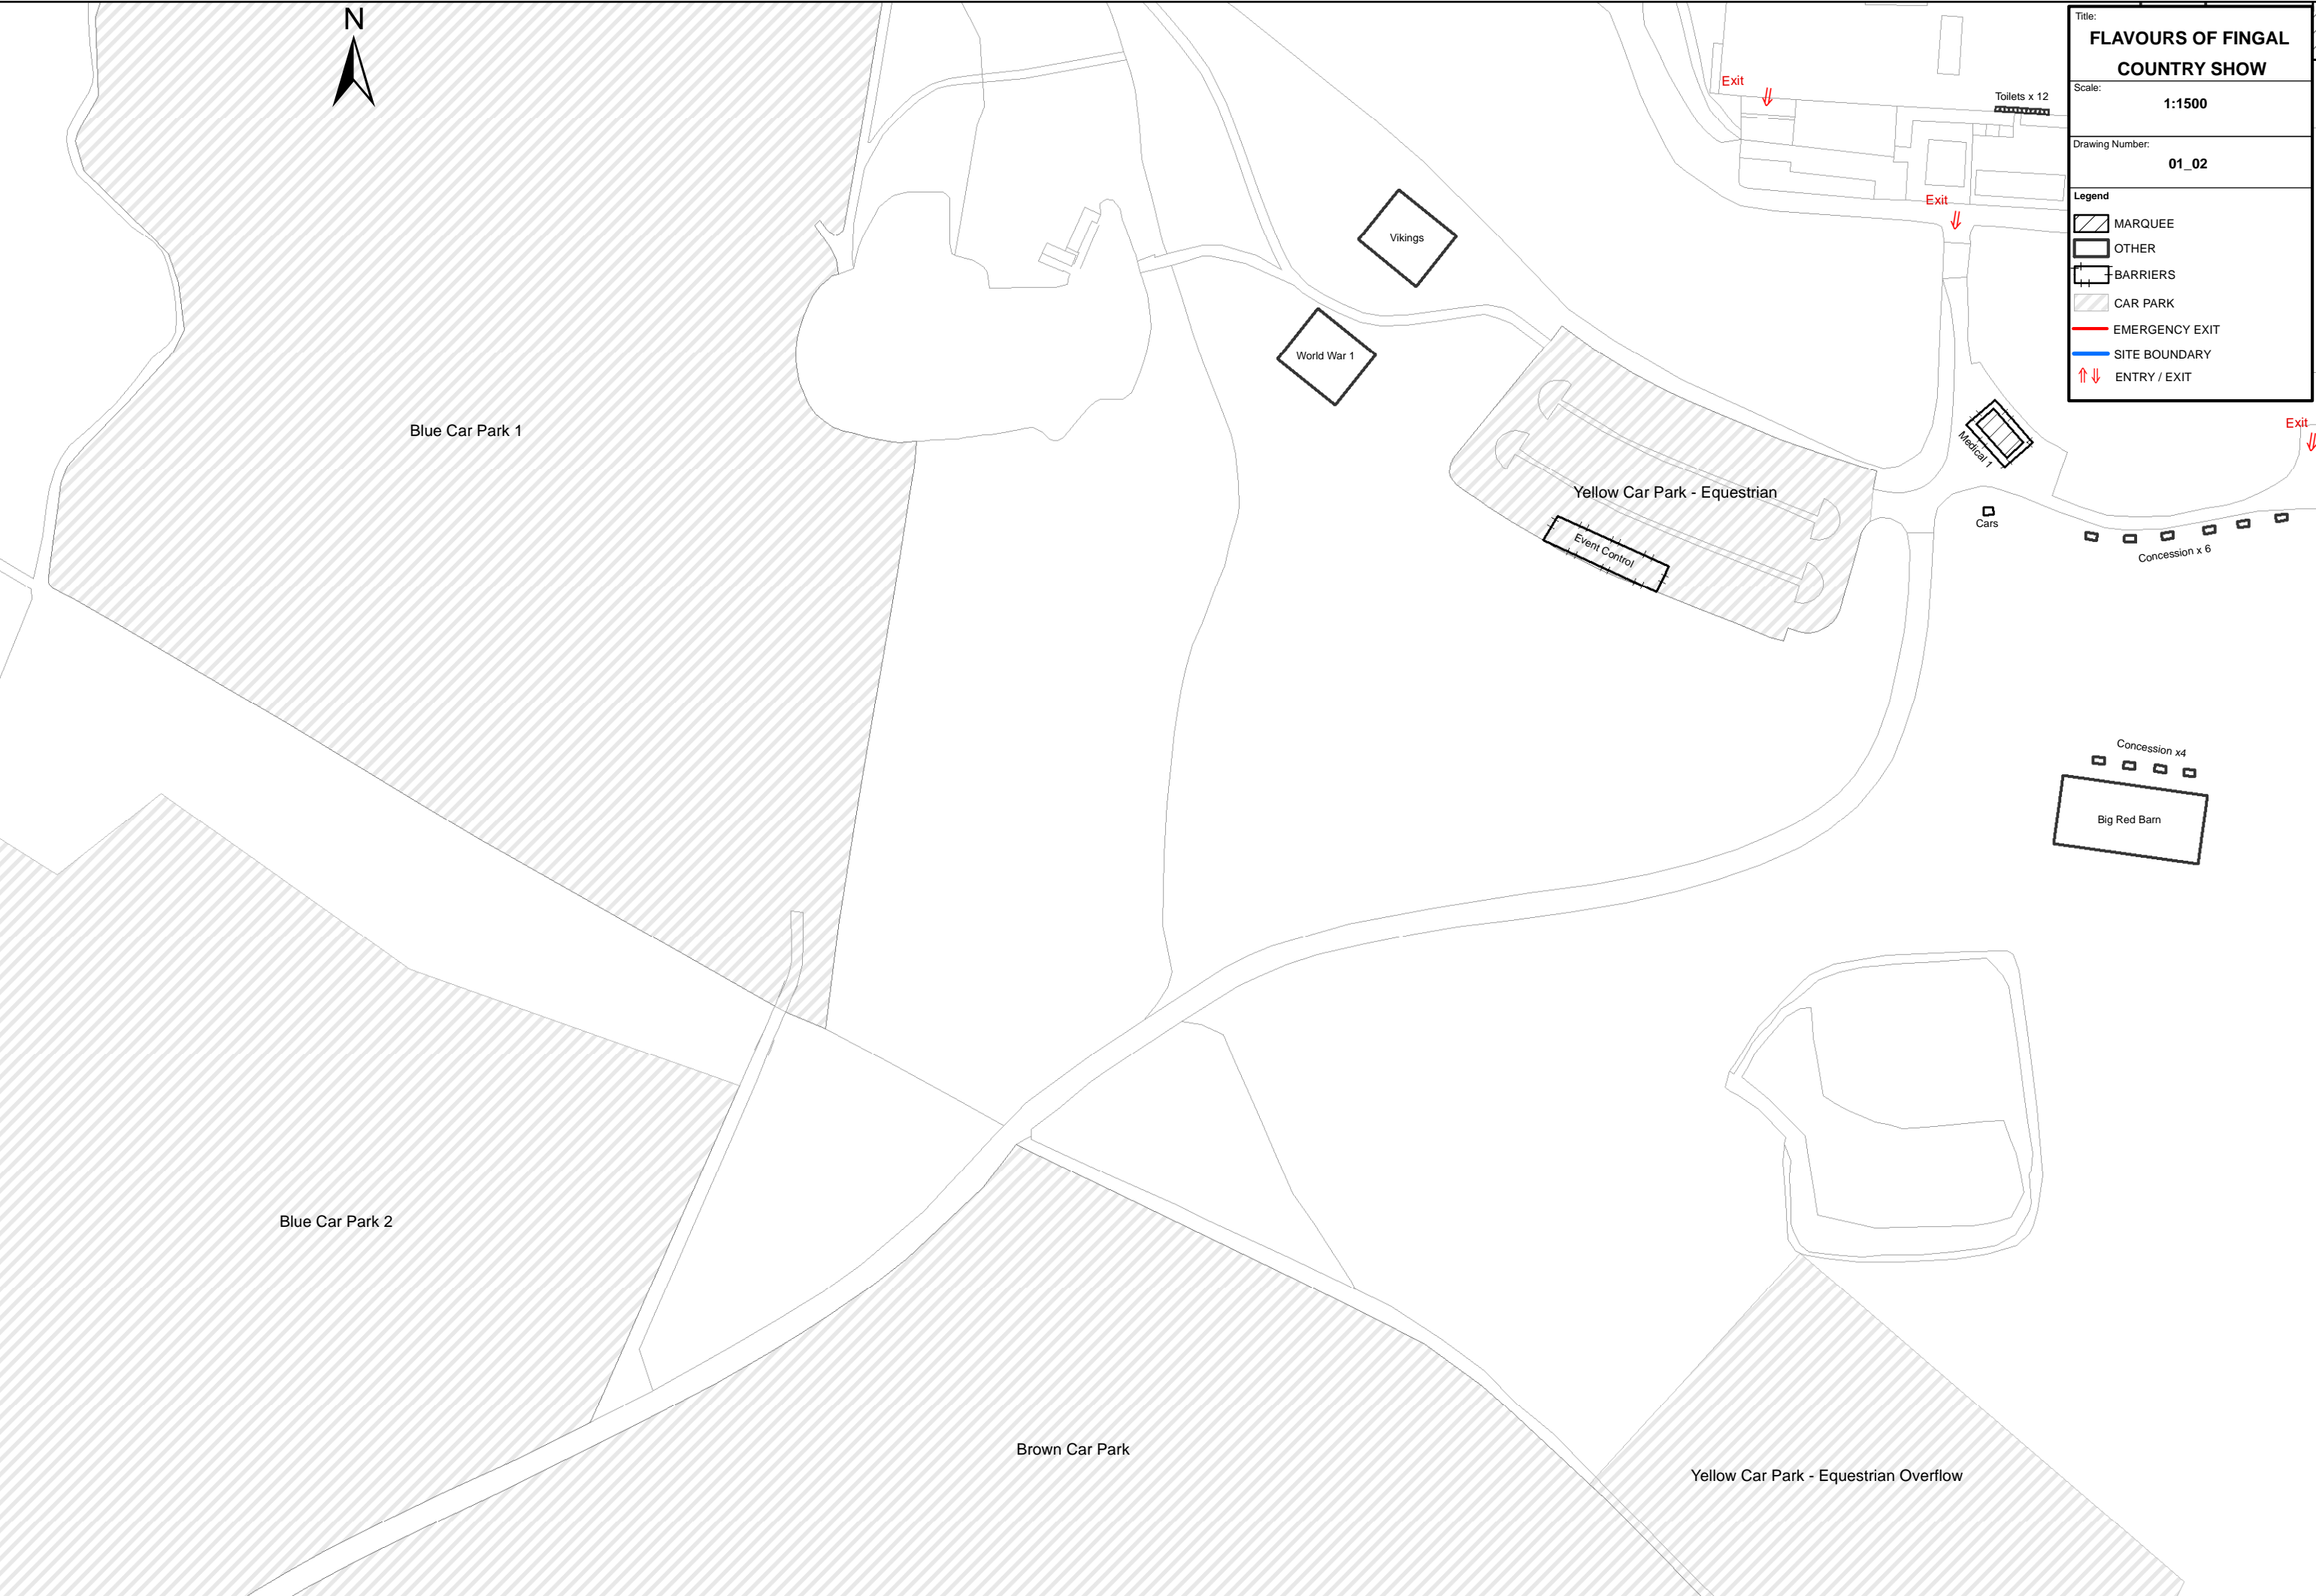 N
Title:
FLAVOURS OF FINGAL
COUNTRY SHOW
Scale:
1:1500
Drawing Number:
01_02
Legend
MARQUEE
OTHER
BARRIERS
CAR PARK
EMERGENCY EXIT
SITE BOUNDARY
ENTRY / EXIT
Exit
Toilets x 12
Exit
Vikings
World War 1
Exit
Blue Car Park 1
Medical 1
Yellow Car Park - Equestrian
Cars
Event Control
Concession x 6
Concession x4
Big Red Barn
Blue Car Park 2
Brown Car Park
Yellow Car Park - Equestrian Overflow